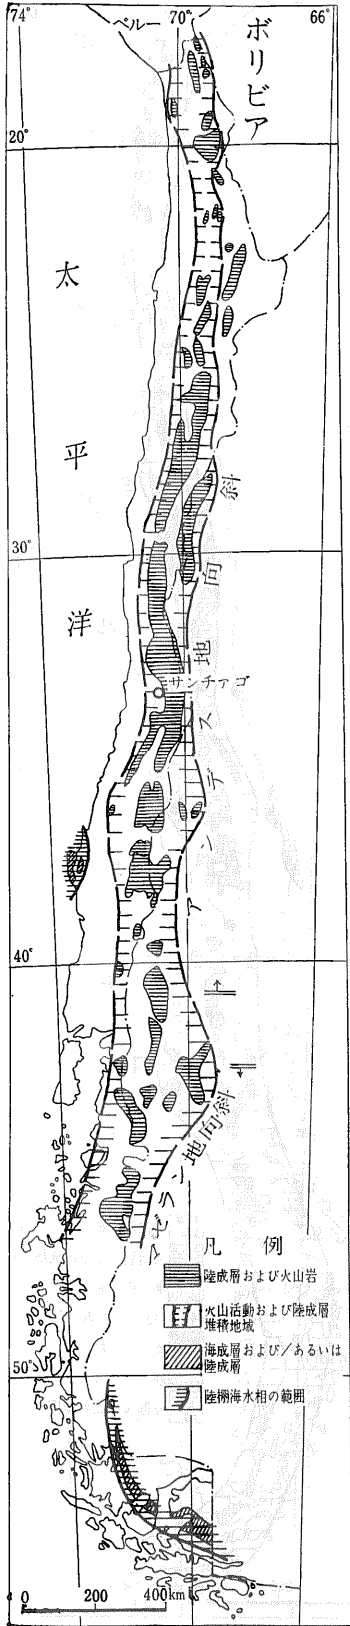 74°
70°
66°
ペルー
ボリビア
20°
太平洋
30°
サンチァゴ
アンデス地向斜
40°
マゼラン地向斜
凡 例
陸成層および火山岩
火山活動および陸成層
堆積地域
海成層および/あるいは
陸成層
50°
陸棚海水相の範囲
0 200 400km